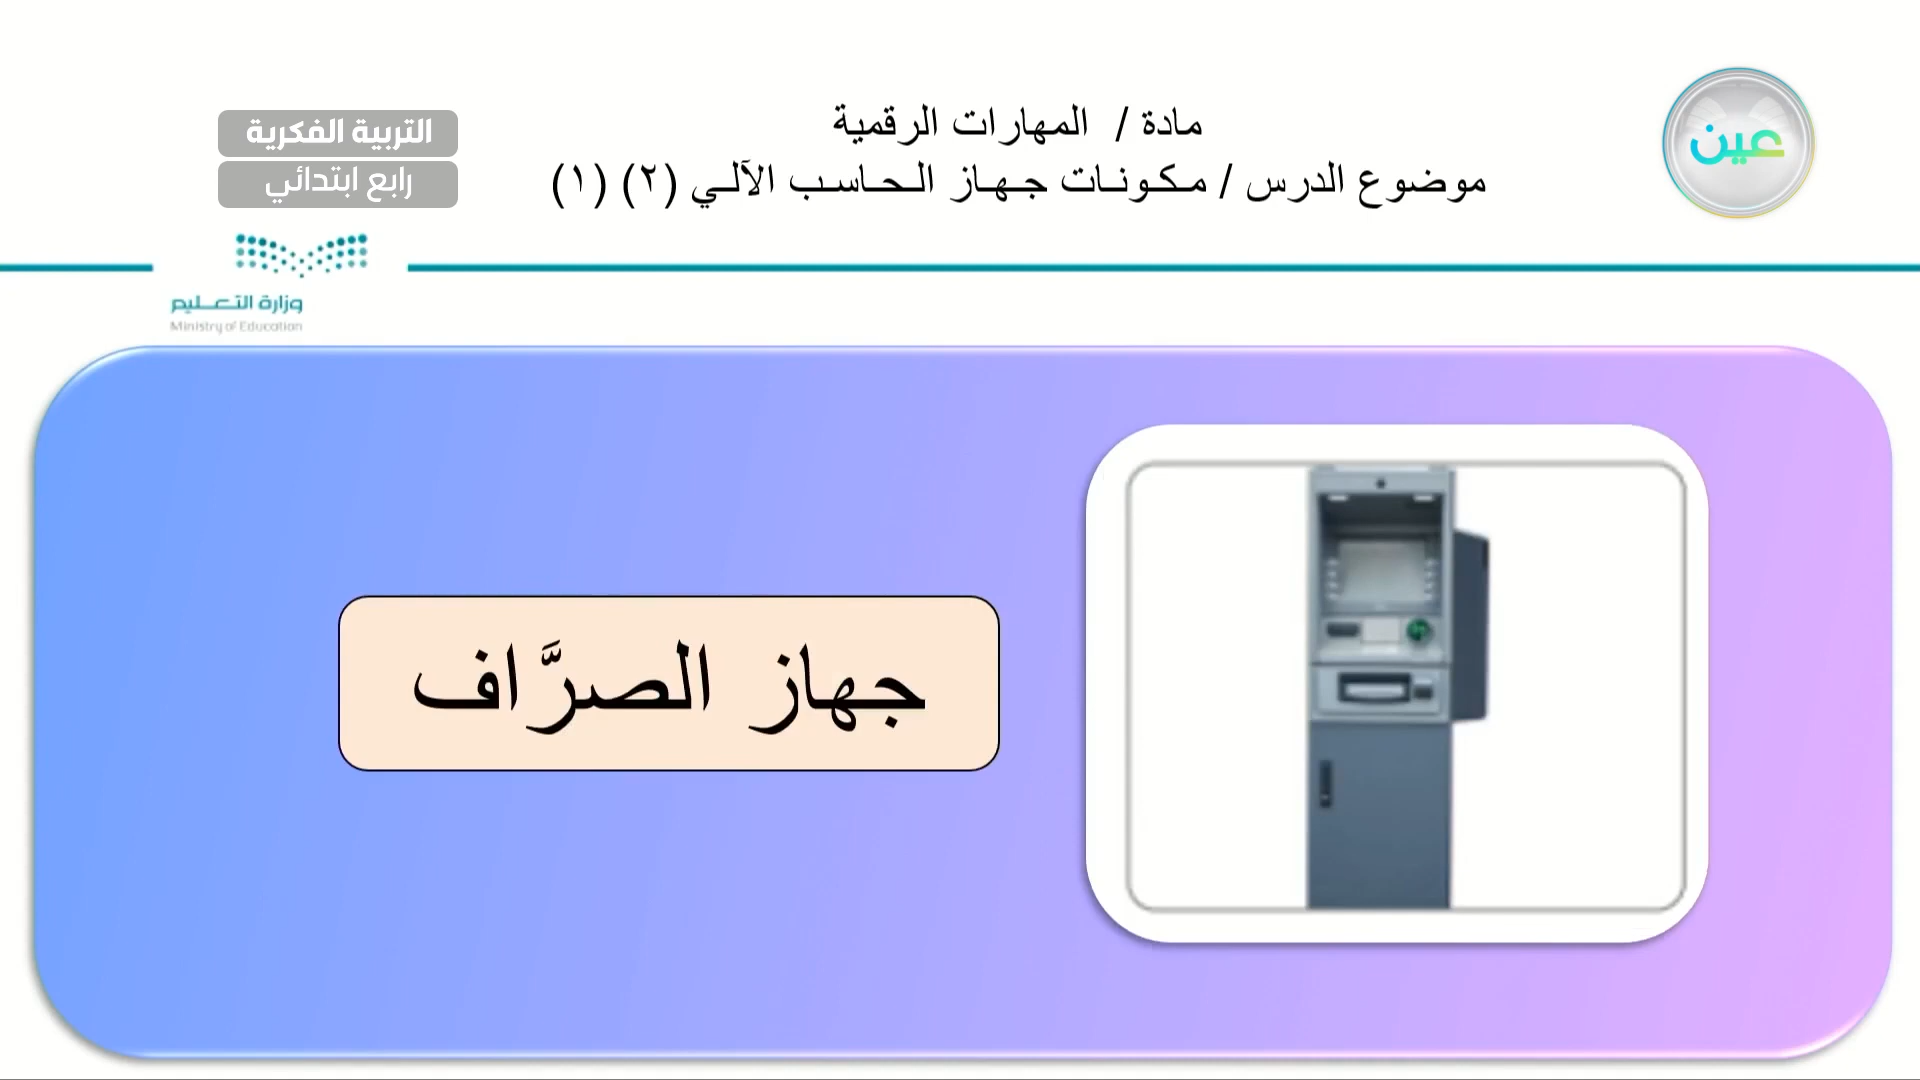 عين
مادة / المهارات الرقمية
موضوع الدرس / مكونات جهاز الحاسب الآلي (٢) (١)
التربية الفكرية
رابع ابتدائي
وزارة التعليم
Ministry of Education
جهاز الصرَّاف